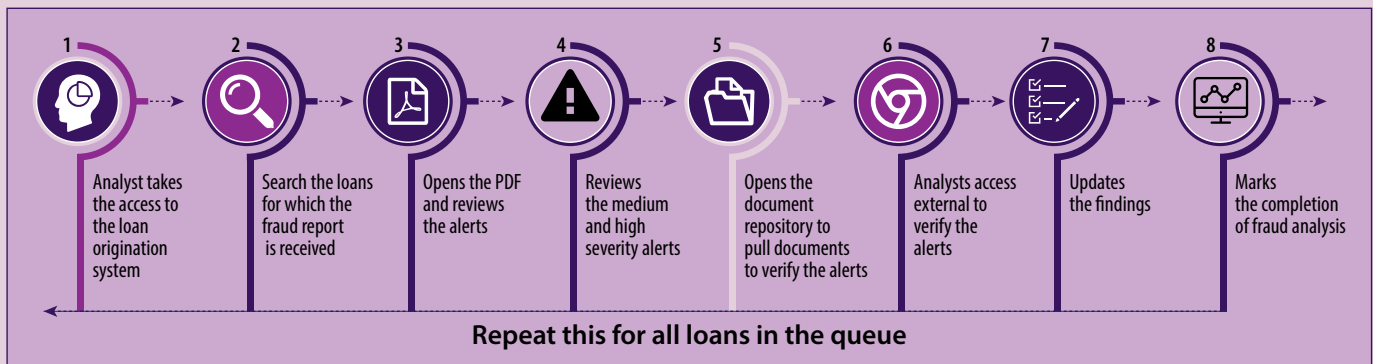 1
Analyst takes
the access to
the loan
origination
system
2
Search the loans
for which the
fraud report
is received
3
Opens the PDF
and reviews
the alerts
4
Reviews
the medium
and high
severity alerts
5
Opens the
document
repository to
pull documents
to verify the alerts
6
Analysts access
external to
verify the
alerts
7
Updates
the findings
8
Marks
the completion
of fraud analysis
Repeat this for all loans in the queue